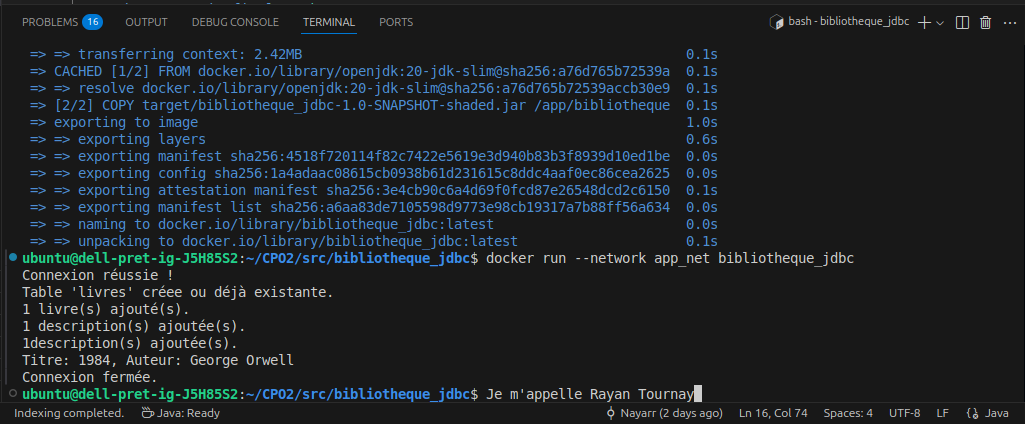 PROBLEMS 16 OUTPUT DEBUG CONSOLE TERMINAL PORTS bash - bibliotheque_jdbc
=> => transferring context: 2.42MB 0.1s
=> CACHED [1/2] FROM docker.io/library/openjdk:20-jdk-slim@sha256:a76d765b72539a 0.1s
=> => resolve docker.io/library/openjdk:20-jdk-slim@sha256:a76d765b72539accb30e9 0.1s
=> [2/2] COPY target/bibliotheque_jdbc-1.0-SNAPSHOT-shaded.jar /app/bibliotheque 0.1s
=> exporting to image 1.0s
=> => exporting layers 0.6s
=> => exporting manifest sha256:4518f720114f82c7422e5619e3d940b83b3f8939d10ed1be 0.0s
=> => exporting config sha256:1a4adaac08615cb0938b61d231615c8ddc4aaf0ec86cea2625 0.0s
=> => exporting attestation manifest sha256:3e4cb90c6a4d69f0fcd87e26548dcd2c6150 0.1s
=> => exporting manifest list sha256:a6aa83de7105598d9773e98cb19317a7b88ff56a634 0.0s
=> => naming to docker.io/library/bibliotheque_jdbc:latest 0.0s
=> => unpacking to docker.io/library/bibliotheque_jdbc:latest 0.1s
ubuntu@dell-pret-ig-J5H85S2:~/CPO2/src/bibliotheque_jdbc$ docker run --network app_net bibliotheque_jdbc
Connexion réussie !
Table 'livres' créee ou déjà existante.
1 livre(s) ajouté(s).
1 description(s) ajoutée(s).
1description(s) ajoutée(s).
Titre: 1984, Auteur: George Orwell
Connexion fermée.
ubuntu@dell-pret-ig-J5H85S2:~/CPO2/src/bibliotheque_jdbc$ Je m'appelle Rayan Tournay
Indexing completed. Java: Ready Nayarr (2 days ago) Ln 16, Col 74 Spaces: 4 UTF-8 LF Java